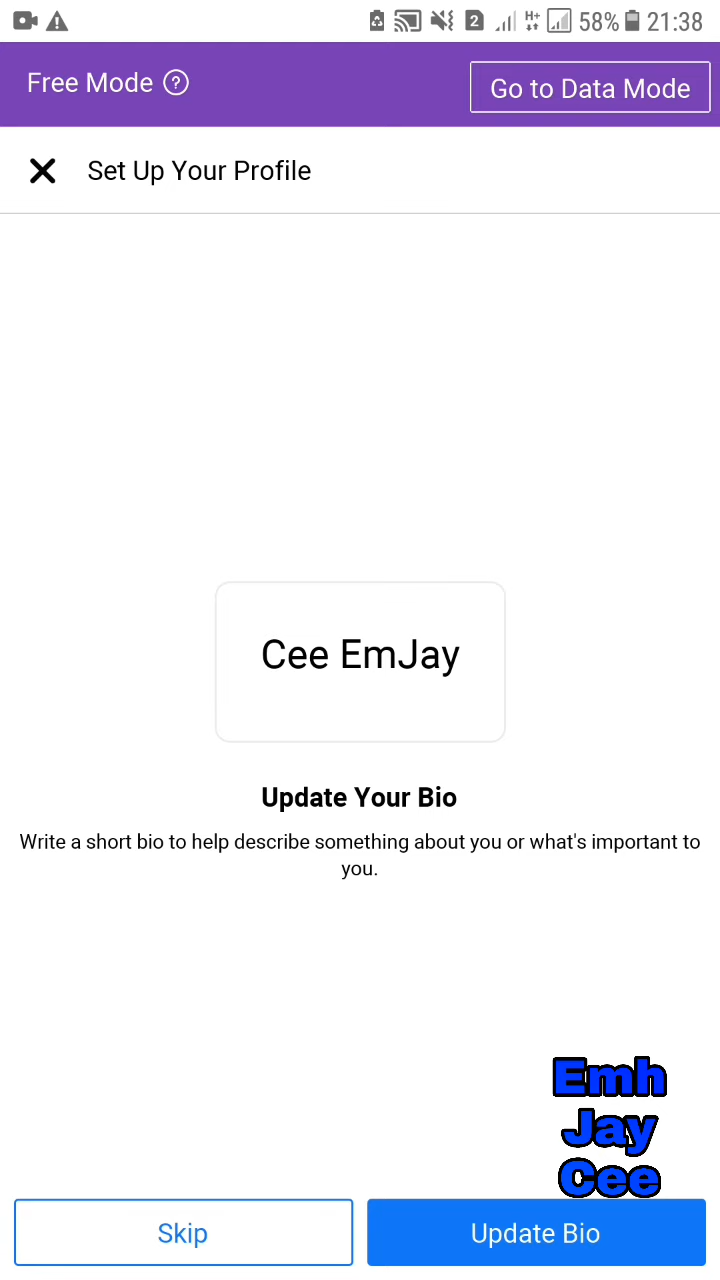 2 H+ 58% 21:38
Free Mode ?
Go to Data Mode
Set Up Your Profile
Cee EmJay
Update Your Bio
Write a short bio to help describe something about you or what's important to
you.
Emh
Jay
Cee
Skip
Update Bio